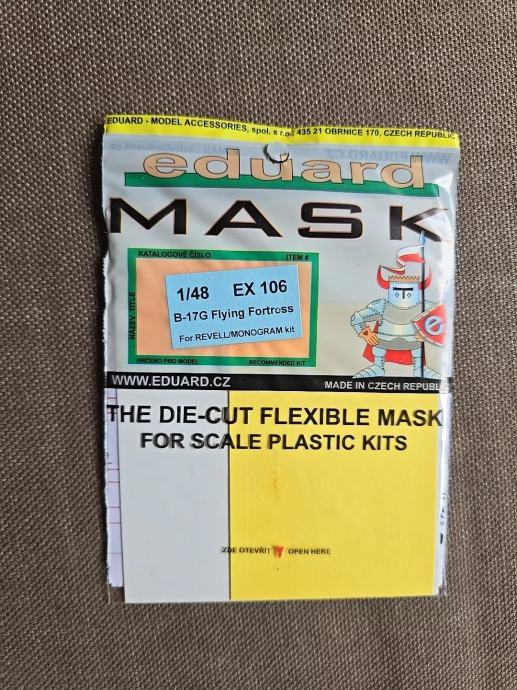 EDUARD - MODEL ACCESSORIES, spol. s r.o. 435 21 OBRNICE 170, CZECH REPUBLIC
eduard
MASK
KATALOGOVÉ ČÍSLO ITEM #
NÁZEV TITLE
1/48 EX 106
B-17G Flying Fortress
For REVELL/MONOGRAM kit
URČENO PRO MODEL RECOMMENDED KIT
e
WWW.EDUARD.CZ MADE IN CZECH REPUBLIC
THE DIE-CUT FLEXIBLE MASK
FOR SCALE PLASTIC KITS
ZDE OTEVŘÍT OPEN HERE